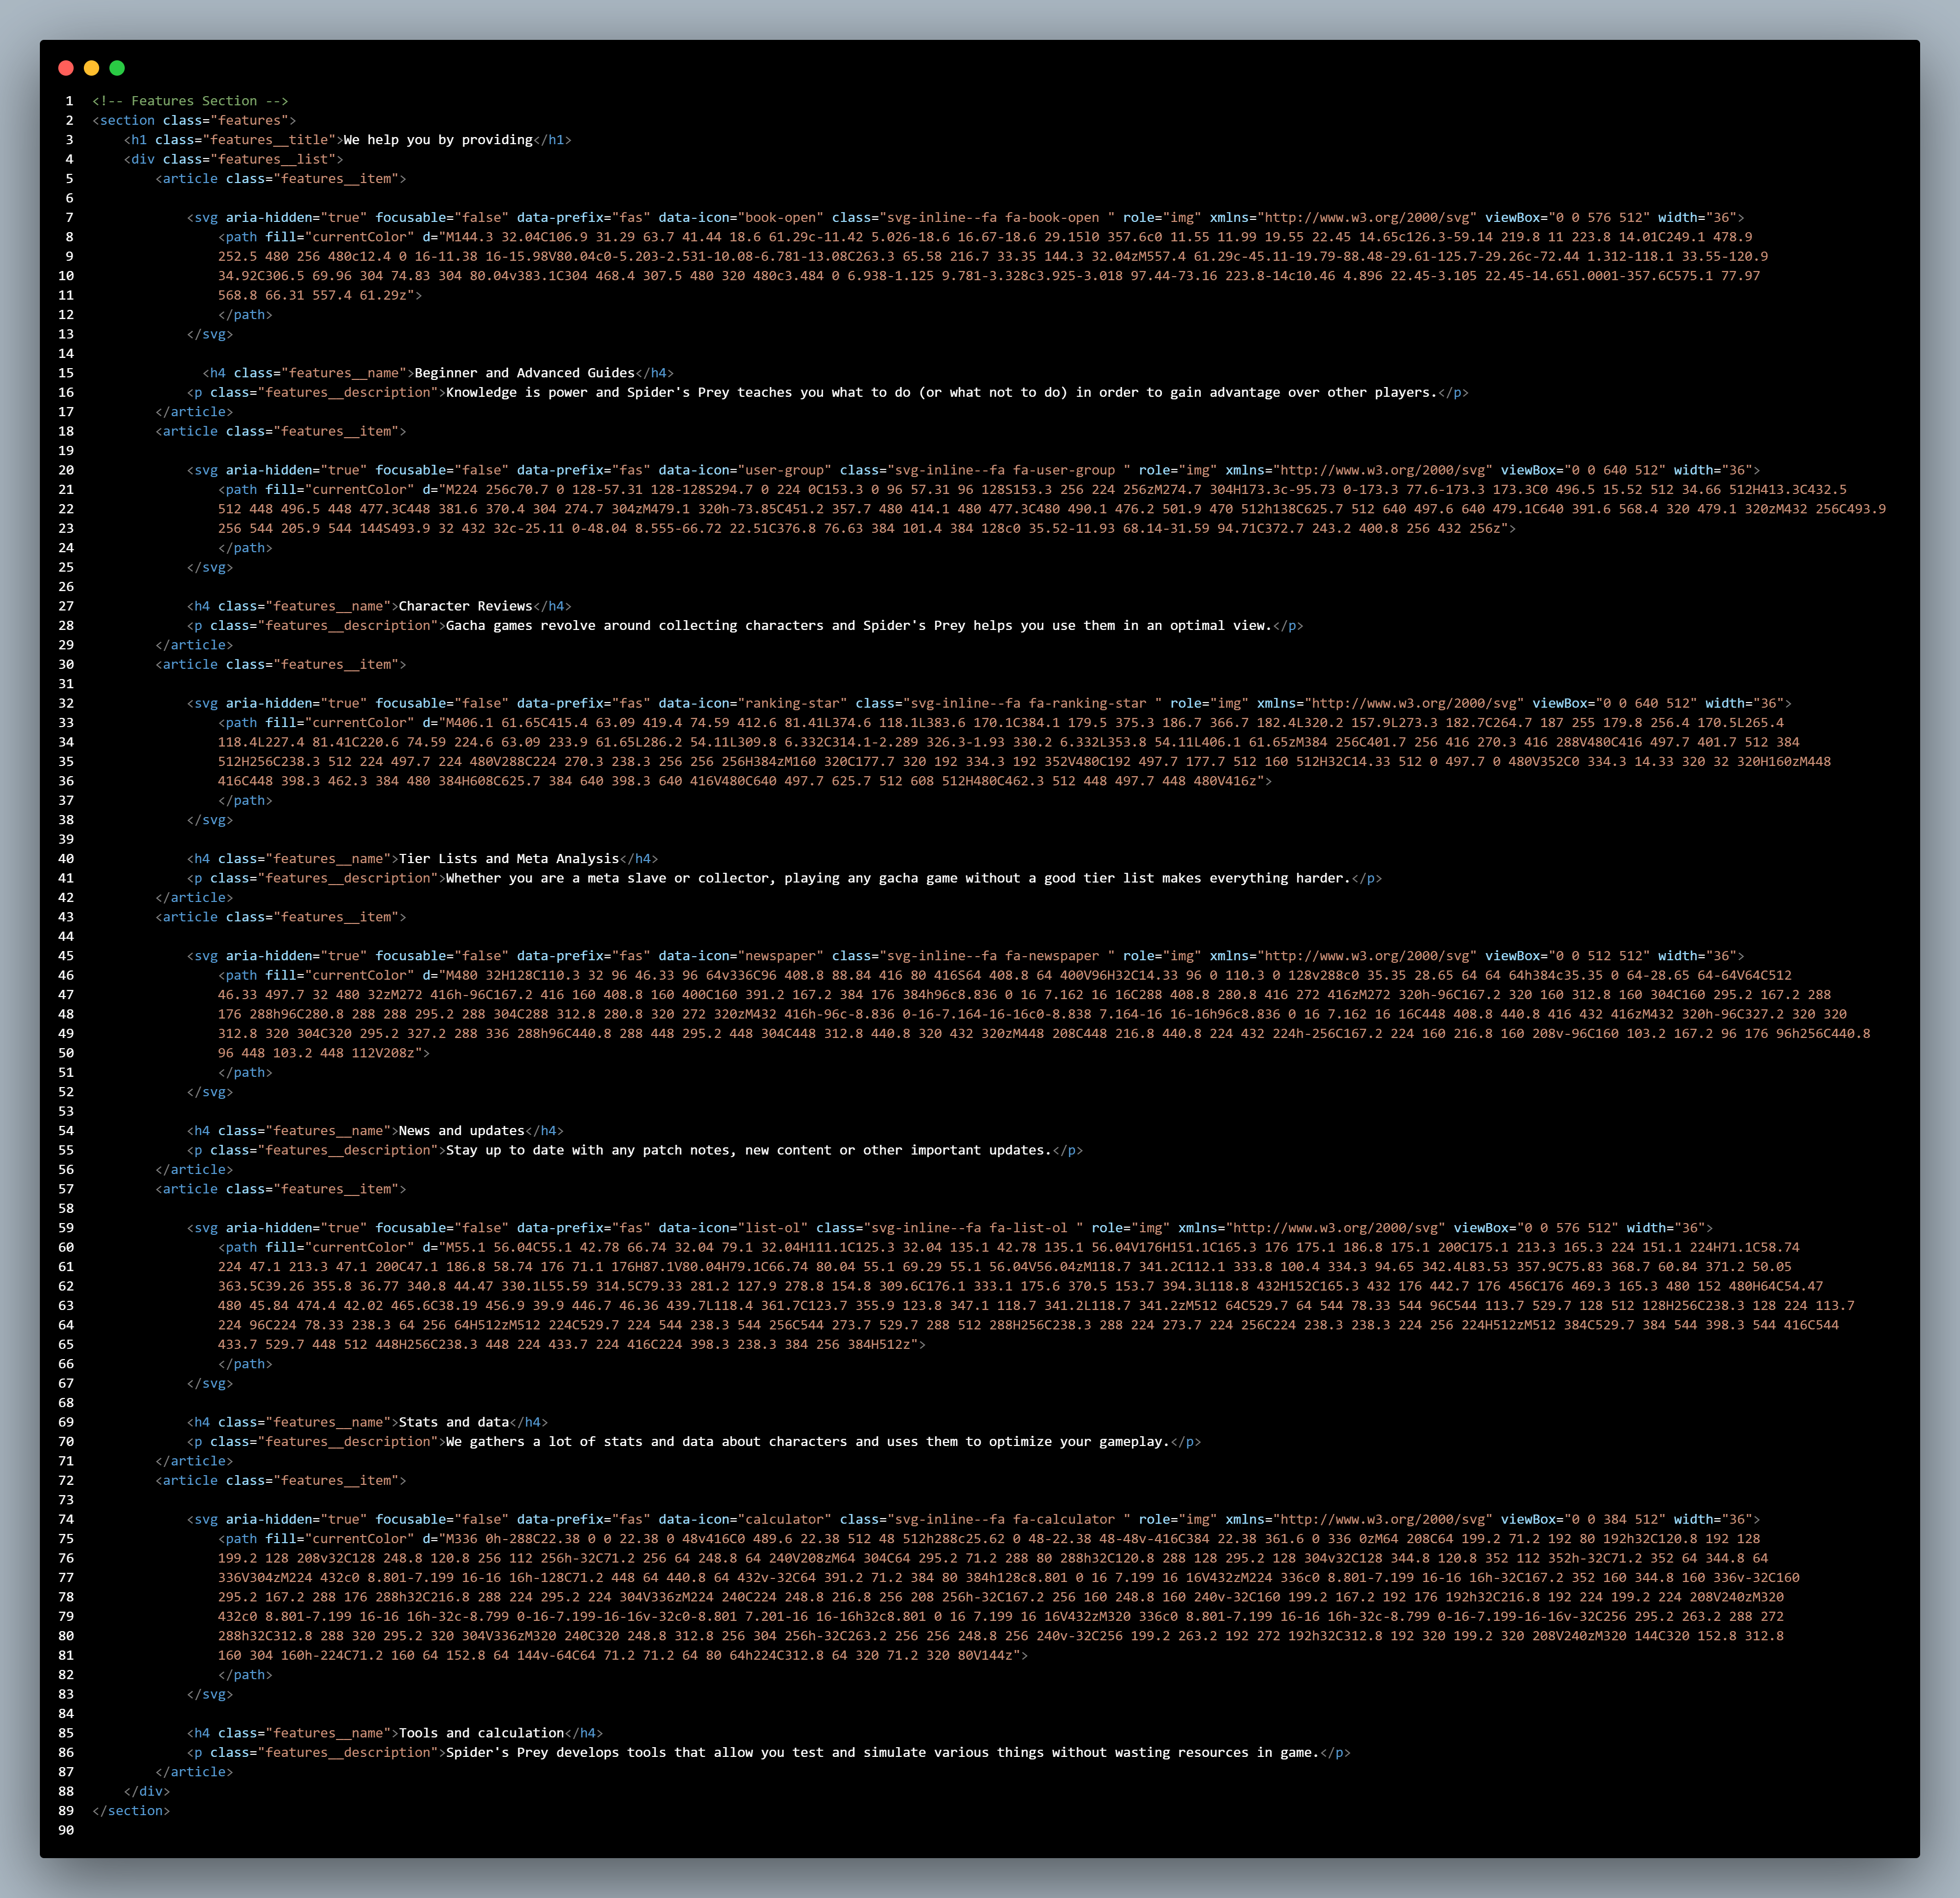 1 <!-- Features Section -->
2 <section class="features">
3     <h1 class="features__title">We help you by providing</h1>
4     <div class="features__list">
5         <article class="features__item">
6
7             <svg aria-hidden="true" focusable="false" data-prefix="fas" data-icon="book-open" class="svg-inline--fa fa-book-open " role="img" xmlns="http://www.w3.org/2000/svg" viewBox="0 0 576 512" width="36">
8                 <path fill="currentColor" d="M144.3 32.04C106.9 31.29 63.7 41.44 18.6 61.29c-11.42 5.026-18.6 16.67-18.6 29.15l0 357.6c0 11.55 11.99 19.55 22.45 14.65c126.3-59.14 219.8 11 223.8 14.01C249.1 478.9
9                 252.5 480 256 480c12.4 0 16-11.38 16-15.98V80.04c0-5.203-2.531-10.08-6.781-13.08C263.3 65.58 216.7 33.35 144.3 32.04zM557.4 61.29c-45.11-19.79-88.48-29.61-125.7-29.26c-72.44 1.312-118.1 33.55-120.9
10                 34.92C306.5 69.96 304 74.83 304 80.04v383.1C304 468.4 307.5 480 320 480c3.484 0 6.938-1.125 9.781-3.328c3.925-3.018 97.44-73.16 223.8-14c10.46 4.896 22.45-3.105 22.45-14.65l.0001-357.6C575.1 77.97
11                 568.8 66.31 557.4 61.29z">
12                 </path>
13             </svg>
14
15               <h4 class="features__name">Beginner and Advanced Guides</h4>
16             <p class="features__description">Knowledge is power and Spider's Prey teaches you what to do (or what not to do) in order to gain advantage over other players.</p>
17         </article>
18         <article class="features__item">
19
20             <svg aria-hidden="true" focusable="false" data-prefix="fas" data-icon="user-group" class="svg-inline--fa fa-user-group " role="img" xmlns="http://www.w3.org/2000/svg" viewBox="0 0 640 512" width="36">
21                 <path fill="currentColor" d="M224 256c70.7 0 128-57.31 128-128S294.7 0 224 0C153.3 0 96 57.31 96 128S153.3 256 224 256zM274.7 304H173.3c-95.73 0-173.3 77.6-173.3 173.3C0 496.5 15.52 512 34.66 512H413.3C432.5
22                 512 448 496.5 448 477.3C448 381.6 370.4 304 274.7 304zM479.1 320h-73.85C451.2 357.7 480 414.1 480 477.3C480 490.1 476.2 501.9 470 512h138C625.7 512 640 497.6 640 479.1C640 391.6 568.4 320 479.1 320zM432 256C493.9
23                 256 544 205.9 544 144S493.9 32 432 32c-25.11 0-48.04 8.555-66.72 22.51C376.8 76.63 384 101.4 384 128c0 35.52-11.93 68.14-31.59 94.71C372.7 243.2 400.8 256 432 256z">
24                 </path>
25             </svg>
26
27             <h4 class="features__name">Character Reviews</h4>
28             <p class="features__description">Gacha games revolve around collecting characters and Spider's Prey helps you use them in an optimal view.</p>
29         </article>
30         <article class="features__item">
31
32             <svg aria-hidden="true" focusable="false" data-prefix="fas" data-icon="ranking-star" class="svg-inline--fa fa-ranking-star " role="img" xmlns="http://www.w3.org/2000/svg" viewBox="0 0 640 512" width="36">
33                 <path fill="currentColor" d="M406.1 61.65C415.4 63.09 419.4 74.59 412.6 81.41L374.6 118.1L383.6 170.1C384.1 179.5 375.3 186.7 366.7 182.4L320.2 157.9L273.3 182.7C264.7 187 255 179.8 256.4 170.5L265.4
34                 118.4L227.4 81.41C220.6 74.59 224.6 63.09 233.9 61.65L286.2 54.11L309.8 6.332C314.1-2.289 326.3-1.93 330.2 6.332L353.8 54.11L406.1 61.65zM384 256C401.7 256 416 270.3 416 288V480C416 497.7 401.7 512 384
35                 512H256C238.3 512 224 497.7 224 480V288C224 270.3 238.3 256 256 256H384zM160 320C177.7 320 192 334.3 192 352V480C192 497.7 177.7 512 160 512H32C14.33 512 0 497.7 0 480V352C0 334.3 14.33 320 32 320H160zM448
36                 416C448 398.3 462.3 384 480 384H608C625.7 384 640 398.3 640 416V480C640 497.7 625.7 512 608 512H480C462.3 512 448 497.7 448 480V416z">
37                 </path>
38             </svg>
39
40             <h4 class="features__name">Tier Lists and Meta Analysis</h4>
41             <p class="features__description">Whether you are a meta slave or collector, playing any gacha game without a good tier list makes everything harder.</p>
42         </article>
43         <article class="features__item">
44
45             <svg aria-hidden="true" focusable="false" data-prefix="fas" data-icon="newspaper" class="svg-inline--fa fa-newspaper " role="img" xmlns="http://www.w3.org/2000/svg" viewBox="0 0 512 512" width="36">
46                 <path fill="currentColor" d="M480 32H128C110.3 32 96 46.33 96 64v336C96 408.8 88.84 416 80 416S64 408.8 64 400V96H32C14.33 96 0 110.3 0 128v288c0 35.35 28.65 64 64 64h384c35.35 0 64-28.65 64-64V64C512
47                 46.33 497.7 32 480 32zM272 416h-96C167.2 416 160 408.8 160 400C160 391.2 167.2 384 176 384h96c8.836 0 16 7.162 16 16C288 408.8 280.8 416 272 416zM272 320h-96C167.2 320 160 312.8 160 304C160 295.2 167.2 288
48                 176 288h96C280.8 288 288 295.2 288 304C288 312.8 280.8 320 272 320zM432 416h-96c-8.836 0-16-7.164-16-16c0-8.838 7.164-16 16-16h96c8.836 0 16 7.162 16 16C448 408.8 440.8 416 432 416zM432 320h-96C327.2 320 320
49                 312.8 320 304C320 295.2 327.2 288 336 288h96C440.8 288 448 295.2 448 304C448 312.8 440.8 320 432 320zM448 208C448 216.8 440.8 224 432 224h-256C167.2 224 160 216.8 160 208v-96C160 103.2 167.2 96 176 96h256C440.8
50                 96 448 103.2 448 112V208z">
51                 </path>
52             </svg>
53
54             <h4 class="features__name">News and updates</h4>
55             <p class="features__description">Stay up to date with any patch notes, new content or other important updates.</p>
56         </article>
57         <article class="features__item">
58
59             <svg aria-hidden="true" focusable="false" data-prefix="fas" data-icon="list-ol" class="svg-inline--fa fa-list-ol " role="img" xmlns="http://www.w3.org/2000/svg" viewBox="0 0 576 512" width="36">
60                 <path fill="currentColor" d="M55.1 56.04C55.1 42.78 66.74 32.04 79.1 32.04H111.1C125.3 32.04 135.1 42.78 135.1 56.04V176H151.1C165.3 176 175.1 186.8 175.1 200C175.1 213.3 165.3 224 151.1 224H71.1C58.74
61                 224 47.1 213.3 47.1 200C47.1 186.8 58.74 176 71.1 176H87.1V80.04H79.1C66.74 80.04 55.1 69.29 55.1 56.04V56.04zM118.7 341.2C112.1 333.8 100.4 334.3 94.65 342.4L83.53 357.9C75.83 368.7 60.84 371.2 50.05
62                 363.5C39.26 355.8 36.77 340.8 44.47 330.1L55.59 314.5C79.33 281.2 127.9 278.8 154.8 309.6C176.1 333.1 175.6 370.5 153.7 394.3L118.8 432H152C165.3 432 176 442.7 176 456C176 469.3 165.3 480 152 480H64C54.47
63                 480 45.84 474.4 42.02 465.6C38.19 456.9 39.9 446.7 46.36 439.7L118.4 361.7C123.7 355.9 123.8 347.1 118.7 341.2L118.7 341.2zM512 64C529.7 64 544 78.33 544 96C544 113.7 529.7 128 512 128H256C238.3 128 224 113.7
64                 224 96C224 78.33 238.3 64 256 64H512zM512 224C529.7 224 544 238.3 544 256C544 273.7 529.7 288 512 288H256C238.3 288 224 273.7 224 256C224 238.3 238.3 224 256 224H512zM512 384C529.7 384 544 398.3 544 416C544
65                 433.7 529.7 448 512 448H256C238.3 448 224 433.7 224 416C224 398.3 238.3 384 256 384H512z">
66                 </path>
67             </svg>
68
69             <h4 class="features__name">Stats and data</h4>
70             <p class="features__description">We gathers a lot of stats and data about characters and uses them to optimize your gameplay.</p>
71         </article>
72         <article class="features__item">
73
74             <svg aria-hidden="true" focusable="false" data-prefix="fas" data-icon="calculator" class="svg-inline--fa fa-calculator " role="img" xmlns="http://www.w3.org/2000/svg" viewBox="0 0 384 512" width="36">
75                 <path fill="currentColor" d="M336 0h-288C22.38 0 0 22.38 0 48v416C0 489.6 22.38 512 48 512h288c25.62 0 48-22.38 48-48v-416C384 22.38 361.6 0 336 0zM64 208C64 199.2 71.2 192 80 192h32C120.8 192 128
76                 199.2 128 208v32C128 248.8 120.8 256 112 256h-32C71.2 256 64 248.8 64 240V208zM64 304C64 295.2 71.2 288 80 288h32C120.8 288 128 295.2 128 304v32C128 344.8 120.8 352 112 352h-32C71.2 352 64 344.8 64
77                 336V304zM224 432c0 8.801-7.199 16-16 16h-128C71.2 448 64 440.8 64 432v-32C64 391.2 71.2 384 80 384h128c8.801 0 16 7.199 16 16V432zM224 336c0 8.801-7.199 16-16 16h-32C167.2 352 160 344.8 160 336v-32C160
78                 295.2 167.2 288 176 288h32C216.8 288 224 295.2 224 304V336zM224 240C224 248.8 216.8 256 208 256h-32C167.2 256 160 248.8 160 240v-32C160 199.2 167.2 192 176 192h32C216.8 192 224 199.2 224 208V240zM320
79                 432c0 8.801-7.199 16-16 16h-32c-8.799 0-16-7.199-16-16v-32c0-8.801 7.201-16 16-16h32c8.801 0 16 7.199 16 16V432zM320 336c0 8.801-7.199 16-16 16h-32c-8.799 0-16-7.199-16-16v-32C256 295.2 263.2 288 272
80                 288h32C312.8 288 320 295.2 320 304V336zM320 240C320 248.8 312.8 256 304 256h-32C263.2 256 256 248.8 256 240v-32C256 199.2 263.2 192 272 192h32C312.8 192 320 199.2 320 208V240zM320 144C320 152.8 312.8
81                 160 304 160h-224C71.2 160 64 152.8 64 144v-64C64 71.2 71.2 64 80 64h224C312.8 64 320 71.2 320 80V144z">
82                 </path>
83             </svg>
84
85             <h4 class="features__name">Tools and calculation</h4>
86             <p class="features__description">Spider's Prey develops tools that allow you test and simulate various things without wasting resources in game.</p>
87         </article>
88     </div>
89 </section>
90